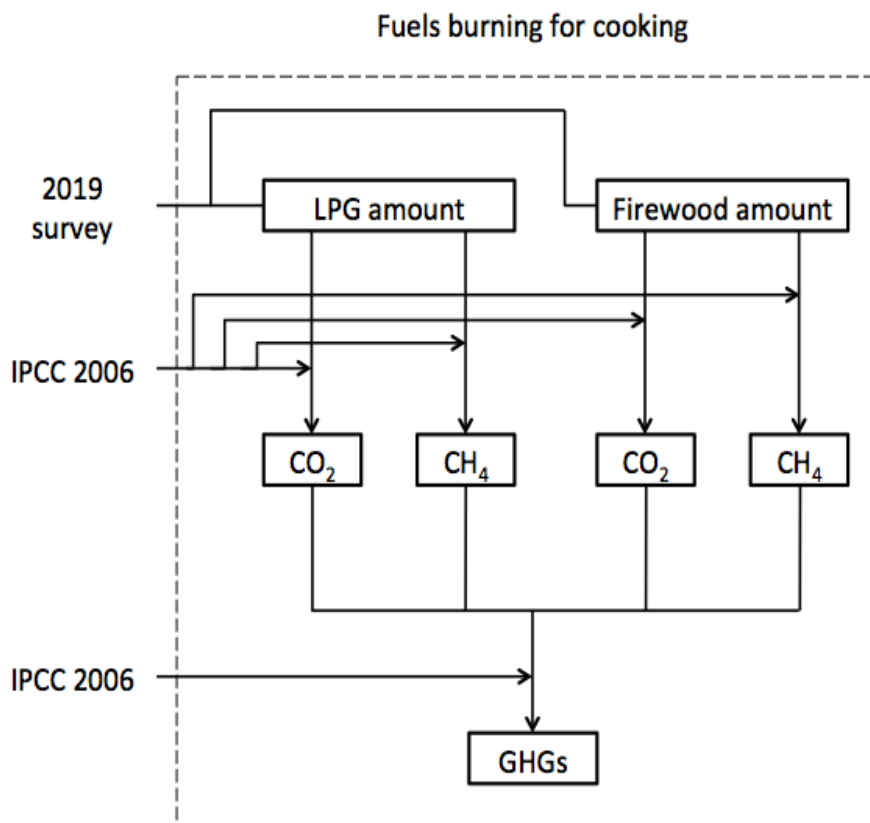 Fuels burning for cooking
2019
survey
LPG amount
Firewood amount
IPCC 2006
CO₂
CH₄
CO₂
CH₄
IPCC 2006
GHGs